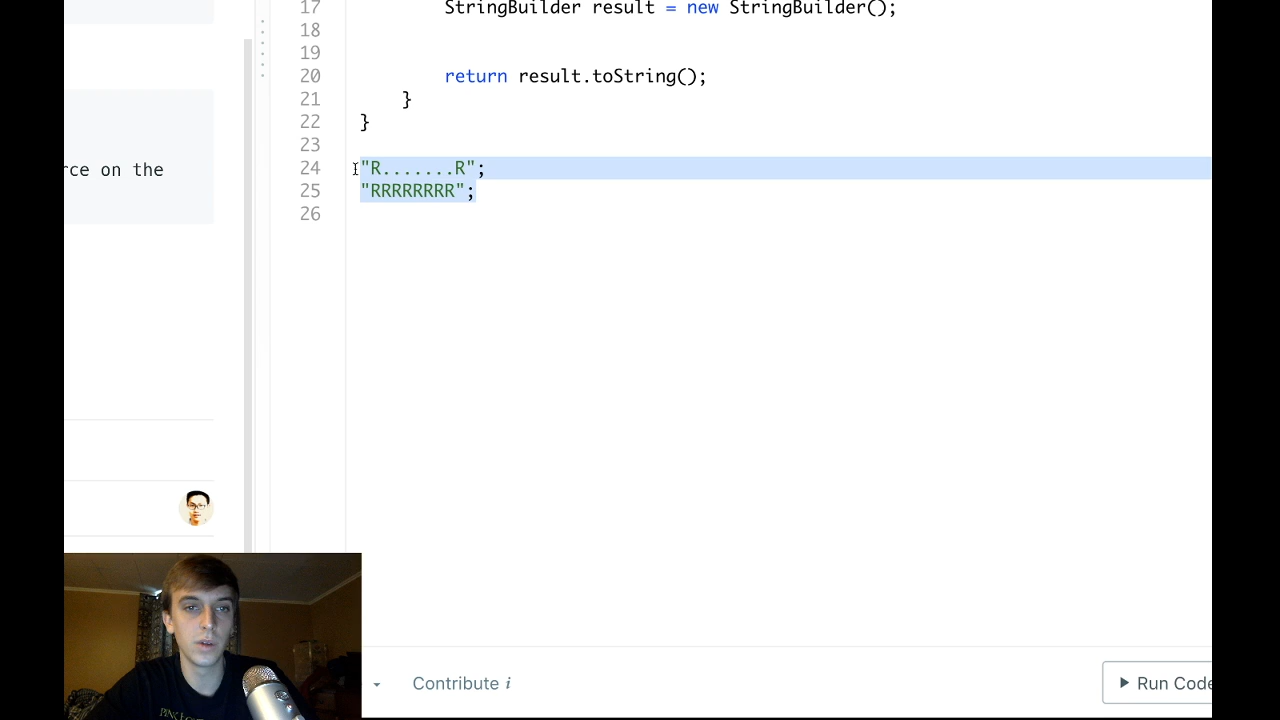 17 StringBuilder result = new StringBuilder();
18
19
20 return result.toString();
21 }
22 }
23
24 "R.......R";
25 "RRRRRRRR";
26
rce on the
Contribute i
Run Code